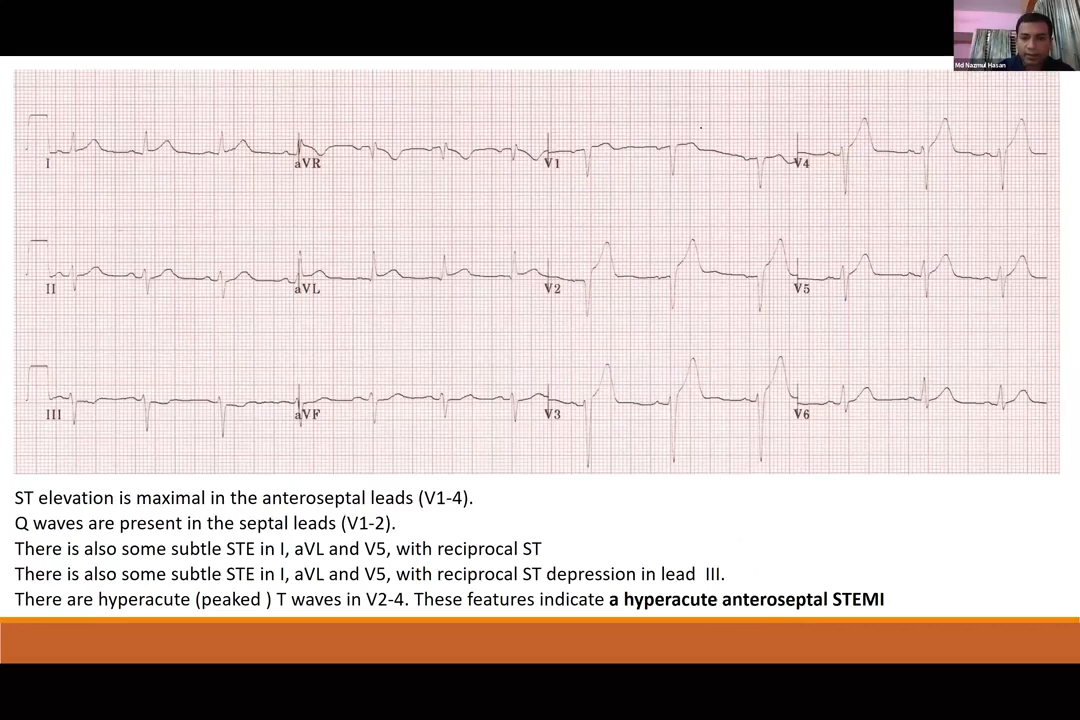 Md Nazmul Hasan
I aVR V1 V4
II aVL V2 V5
III aVF V3 V6
ST elevation is maximal in the anteroseptal leads (V1-4).
Q waves are present in the septal leads (V1-2).
There is also some subtle STE in I, aVL and V5, with reciprocal ST
There is also some subtle STE in I, aVL and V5, with reciprocal ST depression in lead  III.
There are hyperacute (peaked ) T waves in V2-4. These features indicate a hyperacute anteroseptal STEMI